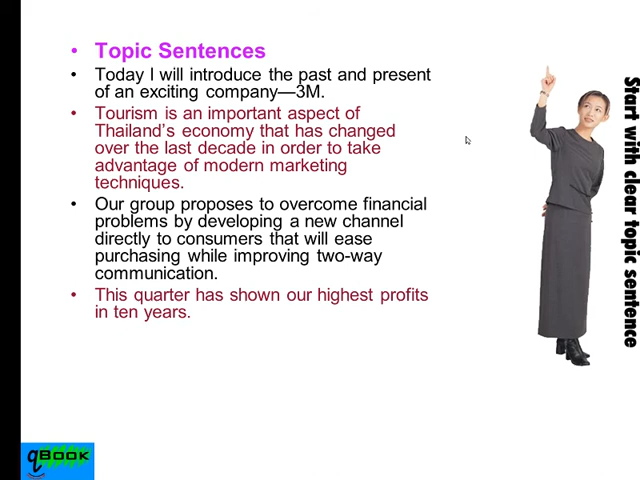 • Topic Sentences
• Today I will introduce the past and present
of an exciting company—3M.
• Tourism is an important aspect of
Thailand's economy that has changed
over the last decade in order to take
advantage of modern marketing
techniques.
• Our group proposes to overcome financial
problems by developing a new channel
directly to consumers that will ease
purchasing while improving two-way
communication.
• This quarter has shown our highest profits
in ten years.
Start with clear topic sentence
qBOOK